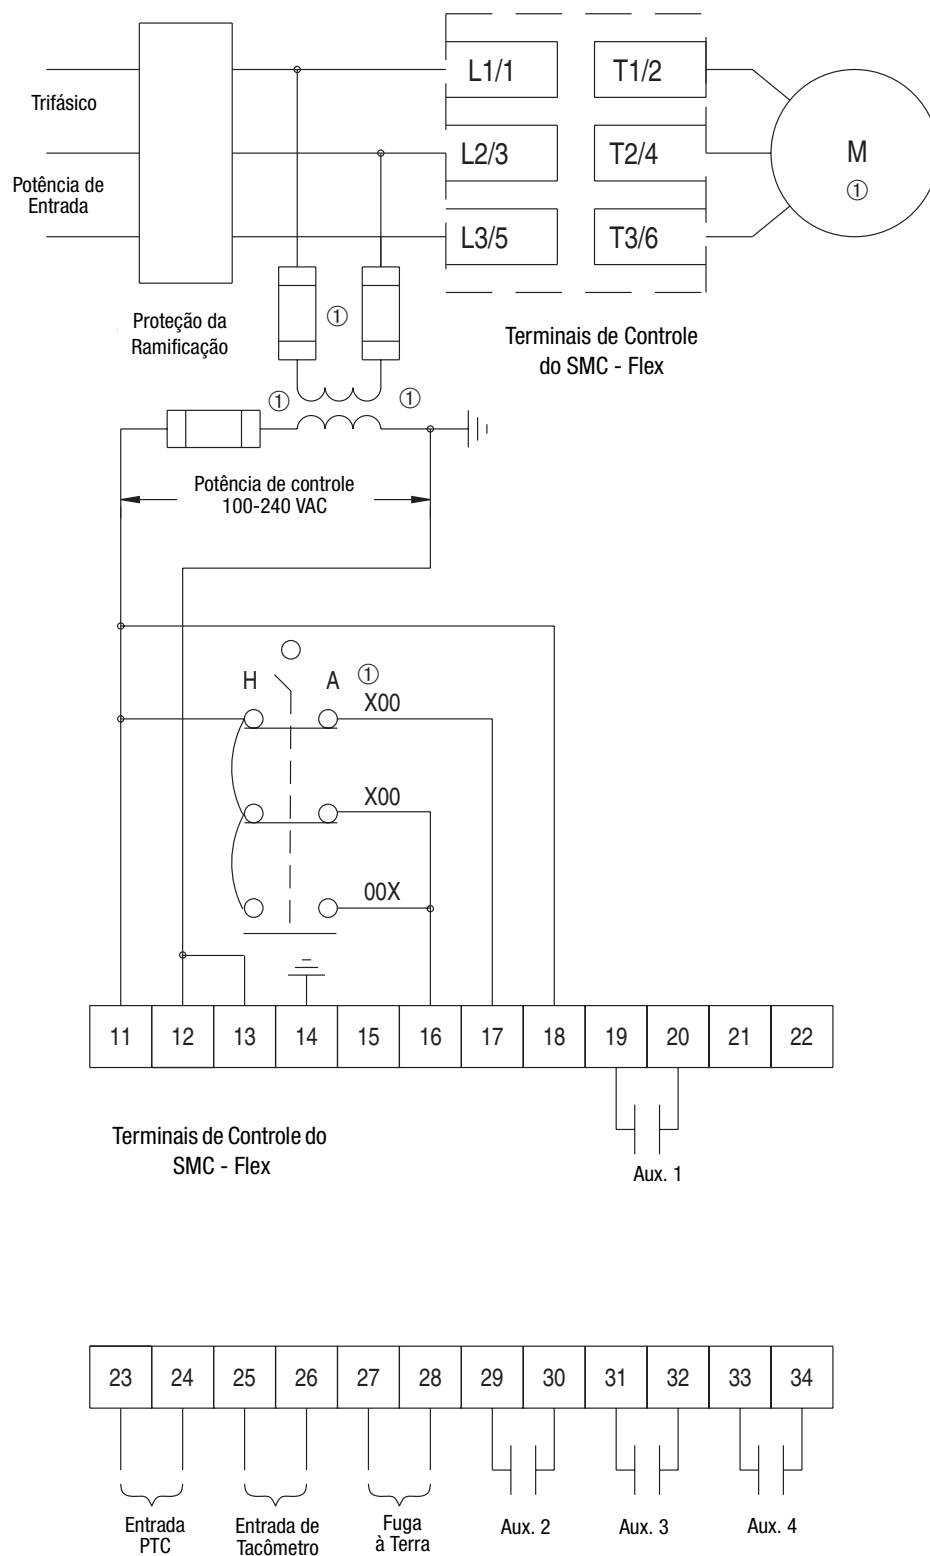 Trifásico
Potência de
Entrada
L1/1
T1/2
L2/3
T2/4
L3/5
T3/6
M
①
Proteção da
Ramificação
①
Terminais de Controle
do SMC - Flex
①
①
Potência de controle
100-240 VAC
H
A
①
X00
X00
00X
11
12
13
14
15
16
17
18
19
20
21
22
Terminais de Controle do
SMC - Flex
Aux. 1
23
24
25
26
27
28
29
30
31
32
33
34
Entrada
PTC
Entrada de
Tacômetro
Fuga
à Terra
Aux. 2
Aux. 3
Aux. 4